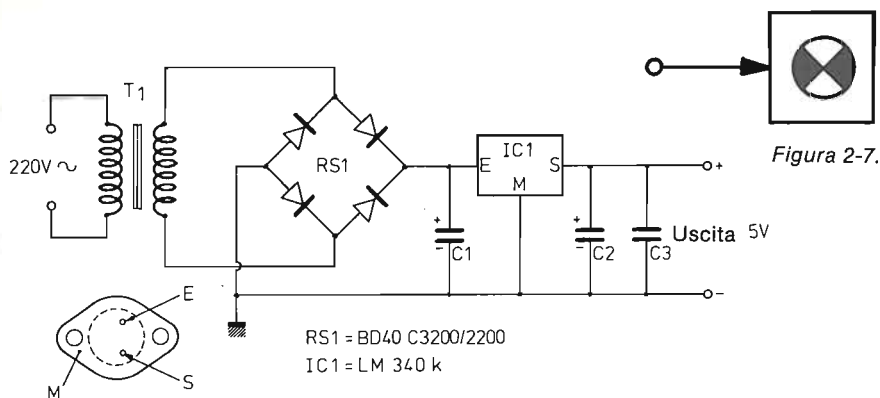 T1
220V ~
RS1
E IC1 S
M
+
Figura 2-7.
+
- C1
+
- C2
C3
Uscita 5V
-
E
S
M
RS1 = BD40 C3200/2200
IC1 = LM 340 k